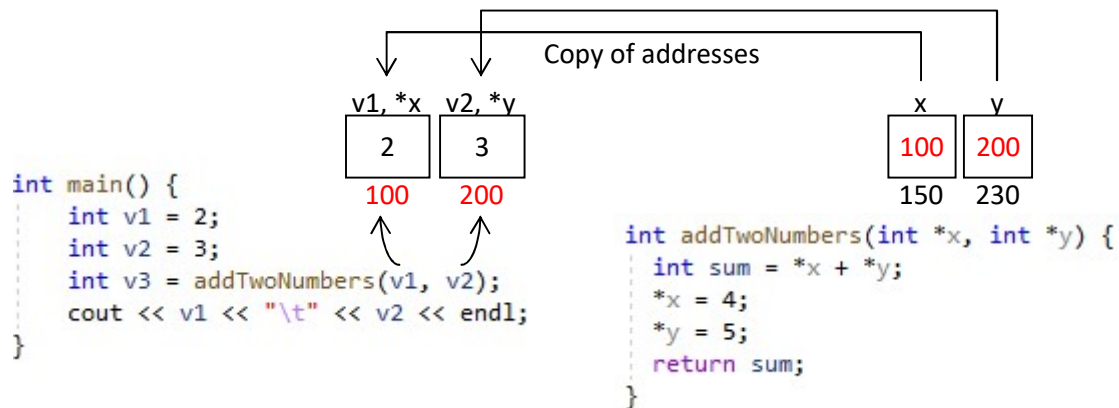 Copy of addresses
v1, *x v2, *y
2 3
100 200
x y
100 200
150 230
int main() {
int v1 = 2;
int v2 = 3;
int v3 = addTwoNumbers(v1, v2);
cout << v1 << "\t" << v2 << endl;
}
int addTwoNumbers(int *x, int *y) {
int sum = *x + *y;
*x = 4;
*y = 5;
return sum;
}